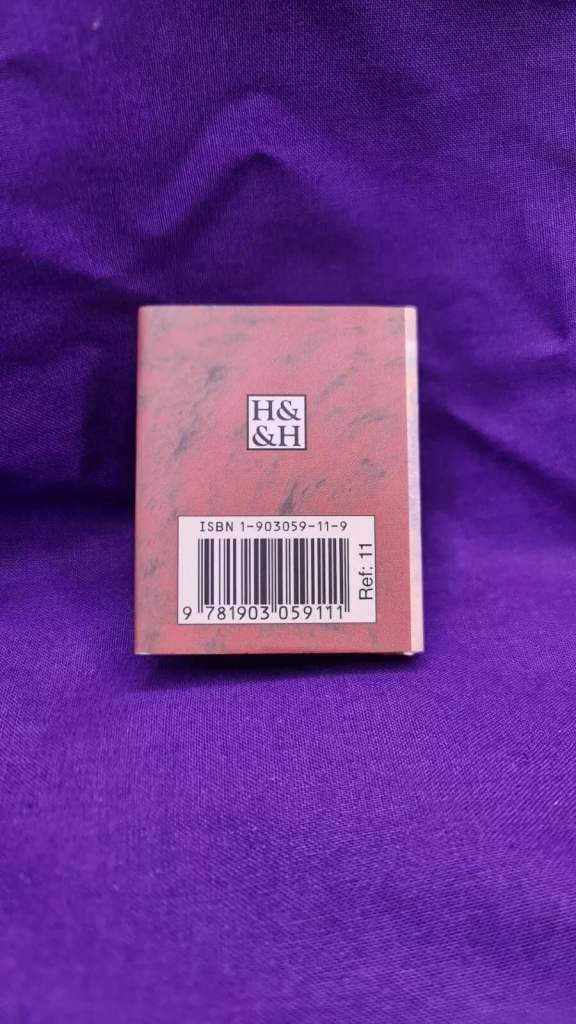 H&
&H
ISBN 1-903059-11-9
9 781903 059111
Ref: 11